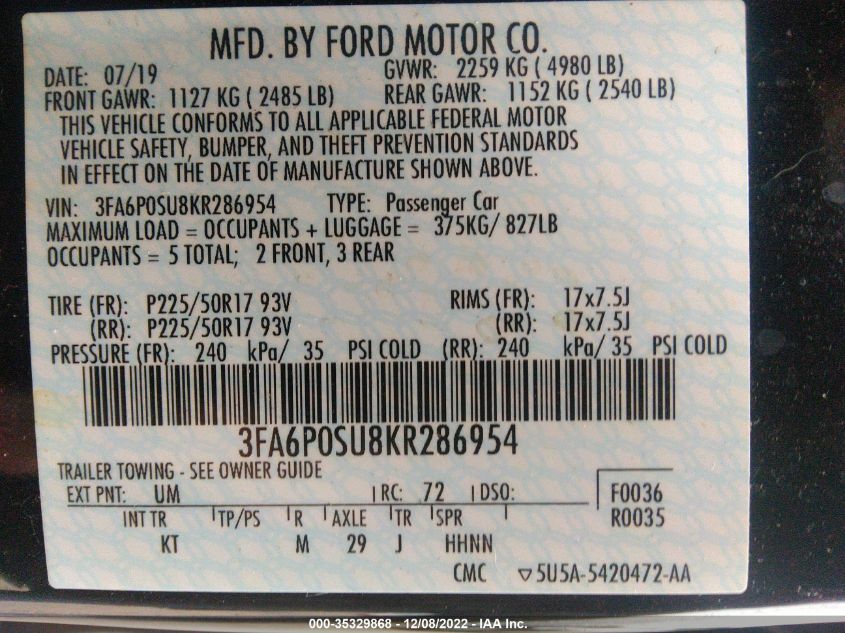 MFD. BY FORD MOTOR CO.
DATE: 07/19 GVWR: 2259 KG ( 4980 LB)
FRONT GAWR: 1127 KG ( 2485 LB) REAR GAWR: 1152 KG ( 2540 LB)
THIS VEHICLE CONFORMS TO ALL APPLICABLE FEDERAL MOTOR
VEHICLE SAFETY, BUMPER, AND THEFT PREVENTION STANDARDS
IN EFFECT ON THE DATE OF MANUFACTURE SHOWN ABOVE.
VIN: 3FA6P0SU8KR286954 TYPE: Passenger Car
MAXIMUM LOAD = OCCUPANTS + LUGGAGE = 375KG/ 827LB
OCCUPANTS = 5 TOTAL; 2 FRONT, 3 REAR
TIRE (FR): P225/50R17 93V RIMS (FR): 17x7.5J
(RR): P225/50R17 93V (RR): 17x7.5J
PRESSURE (FR): 240 kPa/ 35 PSI COLD (RR): 240 kPa/ 35 PSI COLD
3FA6P0SU8KR286954
TRAILER TOWING - SEE OWNER GUIDE
EXT PNT: UM RC: 72 DSO: F0036
INT TR TP/PS R AXLE TR SPR R0035
KT M 29 J HHNN
CMC ▽5U5A-5420472-AA
000-35329868 - 12/08/2022 - IAA Inc.